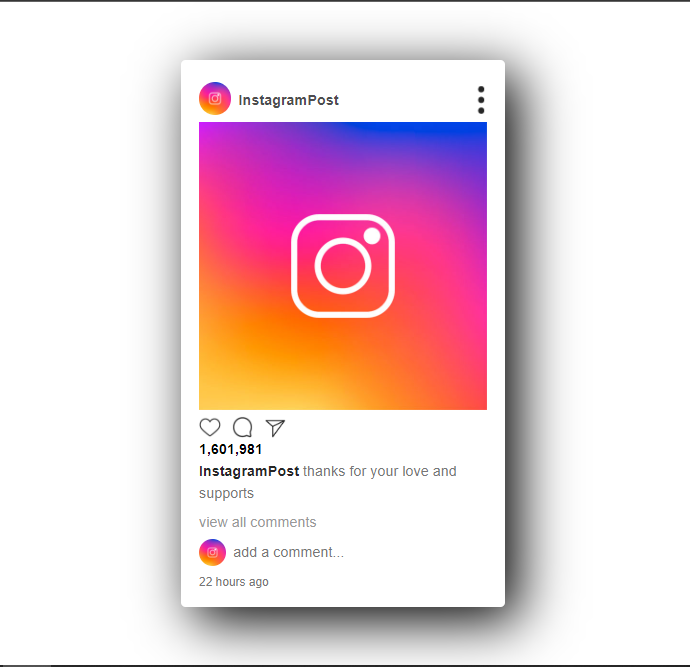 InstagramPost
1,601,981
InstagramPost thanks for your love and
supports
view all comments
add a comment...
22 hours ago